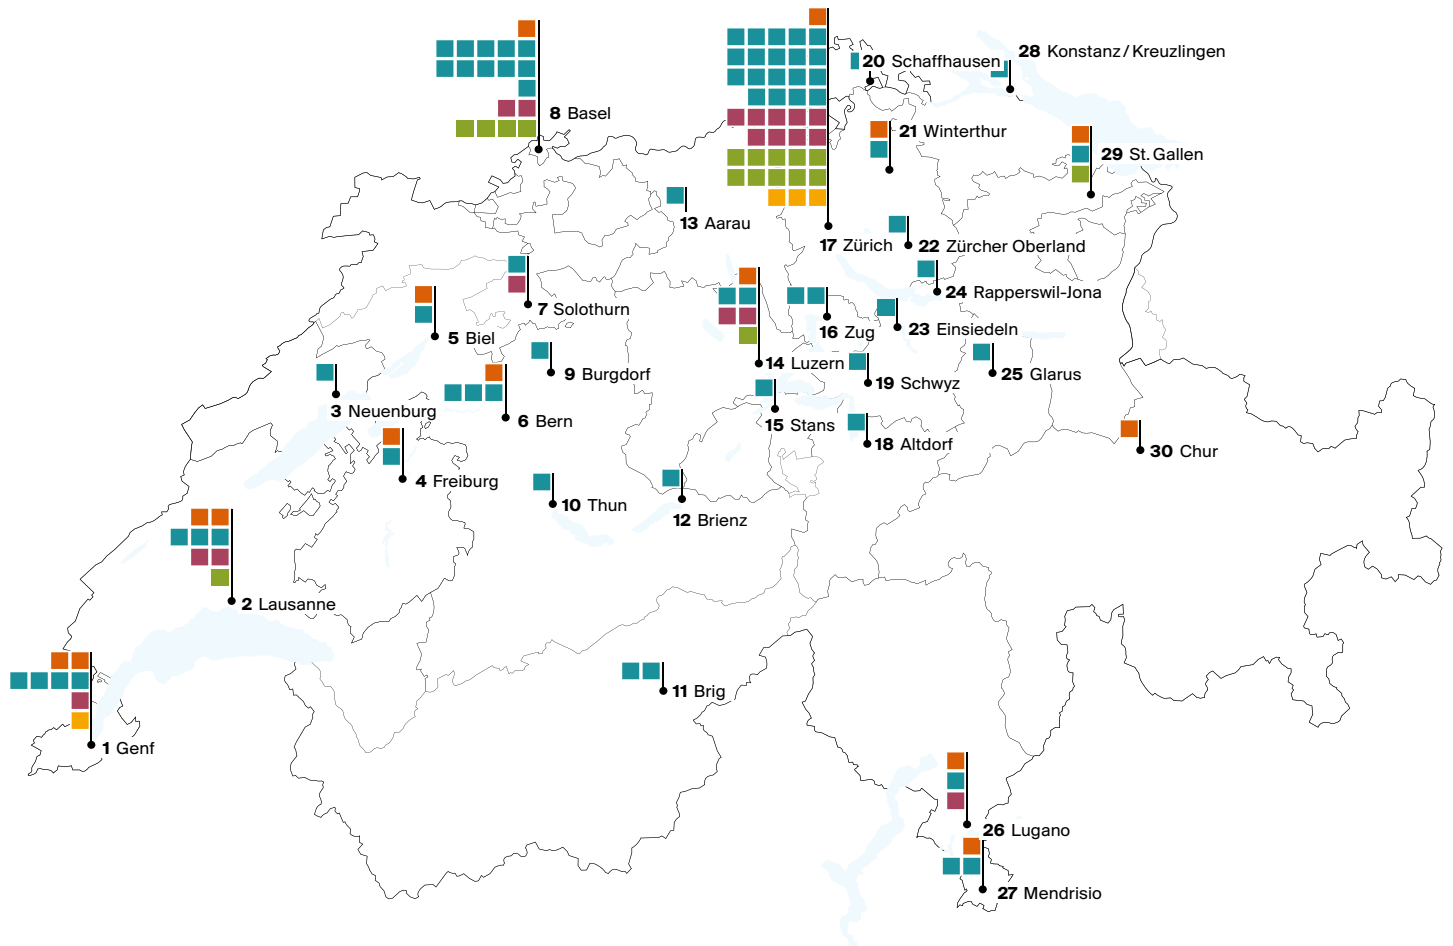 28 Konstanz / Kreuzlingen
20 Schaffhausen
8 Basel
21 Winterthur
29 St. Gallen
13 Aarau
17 Zürich
22 Zürcher Oberland
24 Rapperswil-Jona
7 Solothurn
16 Zug
23 Einsiedeln
5 Biel
14 Luzern
9 Burgdorf
19 Schwyz
25 Glarus
3 Neuenburg
6 Bern
15 Stans
18 Altdorf
30 Chur
4 Freiburg
10 Thun
12 Brienz
2 Lausanne
11 Brig
1 Genf
26 Lugano
27 Mendrisio